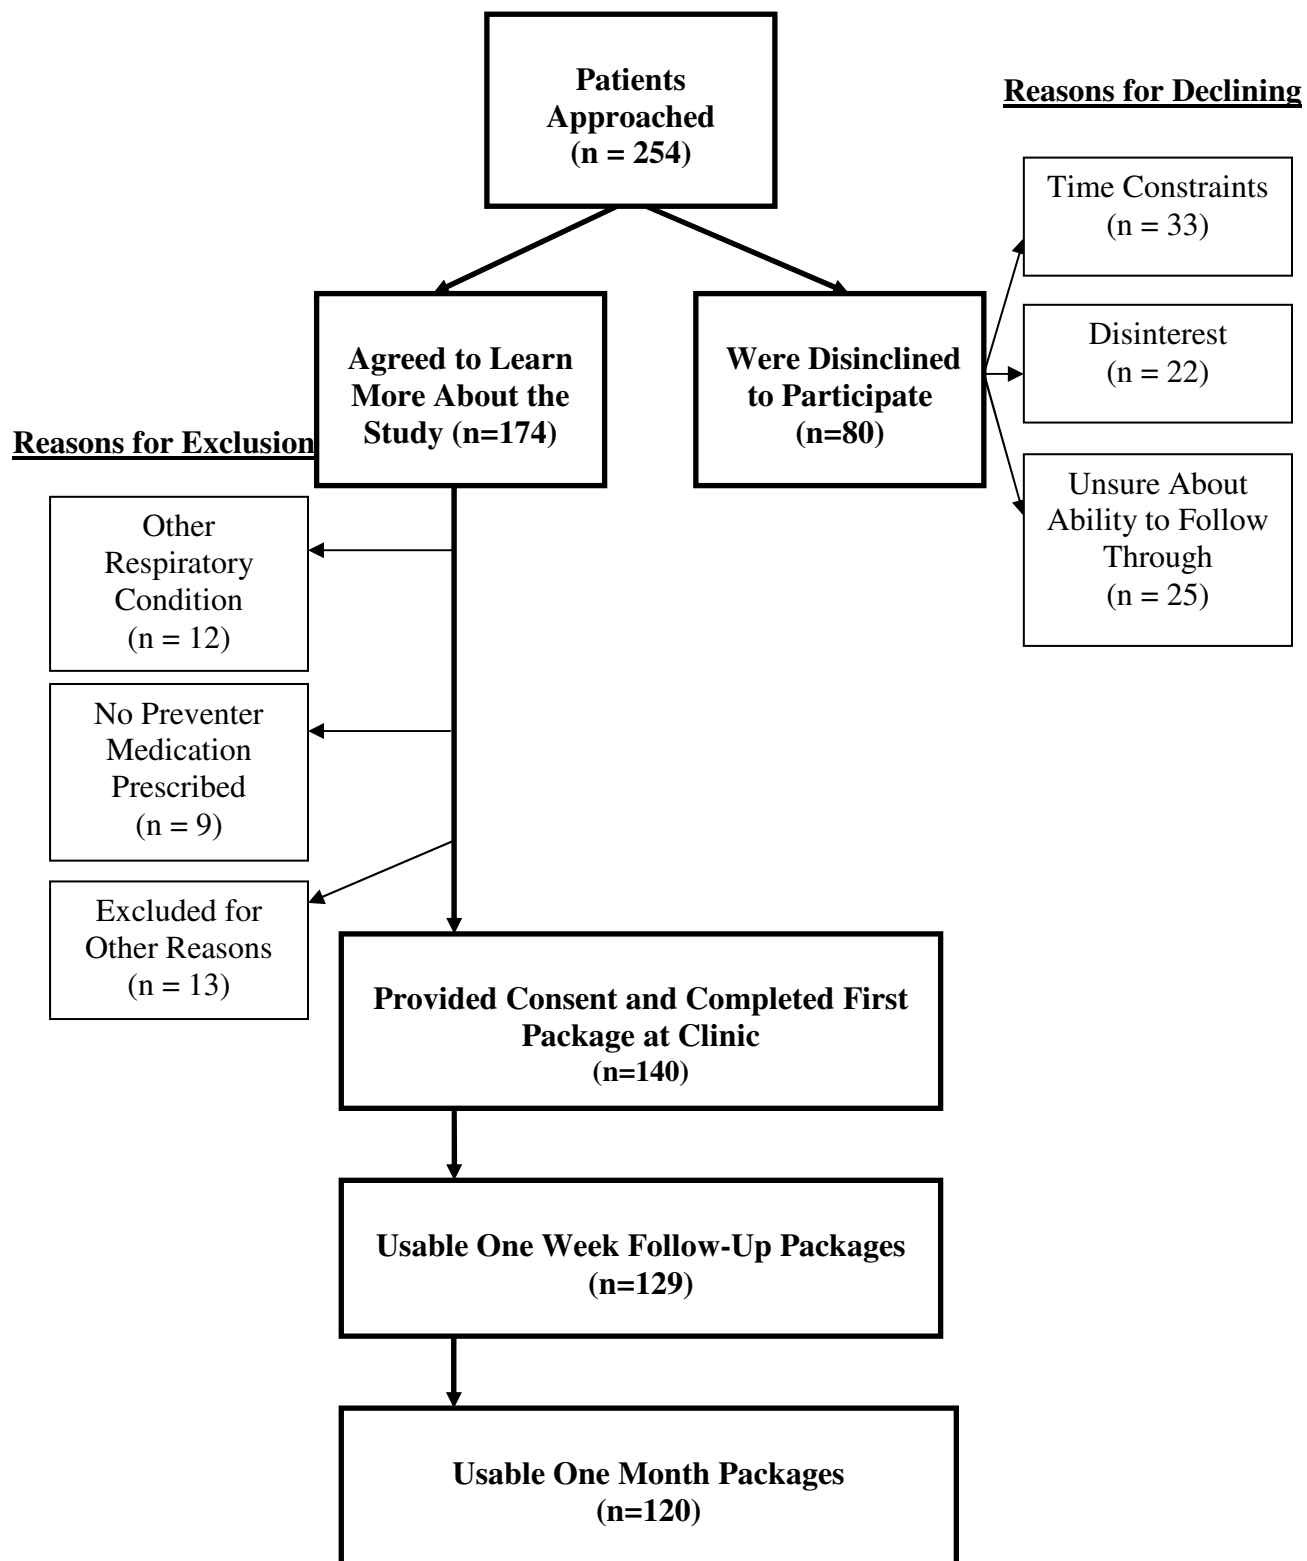 Patients
Approached
(n = 254)
Reasons for Declining
Time Constraints
(n = 33)
Disinterest
(n = 22)
Unsure About
Ability to Follow
Through
(n = 25)
Agreed to Learn
More About the
Study (n=174)
Were Disinclined
to Participate
(n=80)
Reasons for Exclusion
Other
Respiratory
Condition
(n = 12)
No Preventer
Medication
Prescribed
(n = 9)
Excluded for
Other Reasons
(n = 13)
Provided Consent and Completed First
Package at Clinic
(n=140)
Usable One Week Follow-Up Packages
(n=129)
Usable One Month Packages
(n=120)